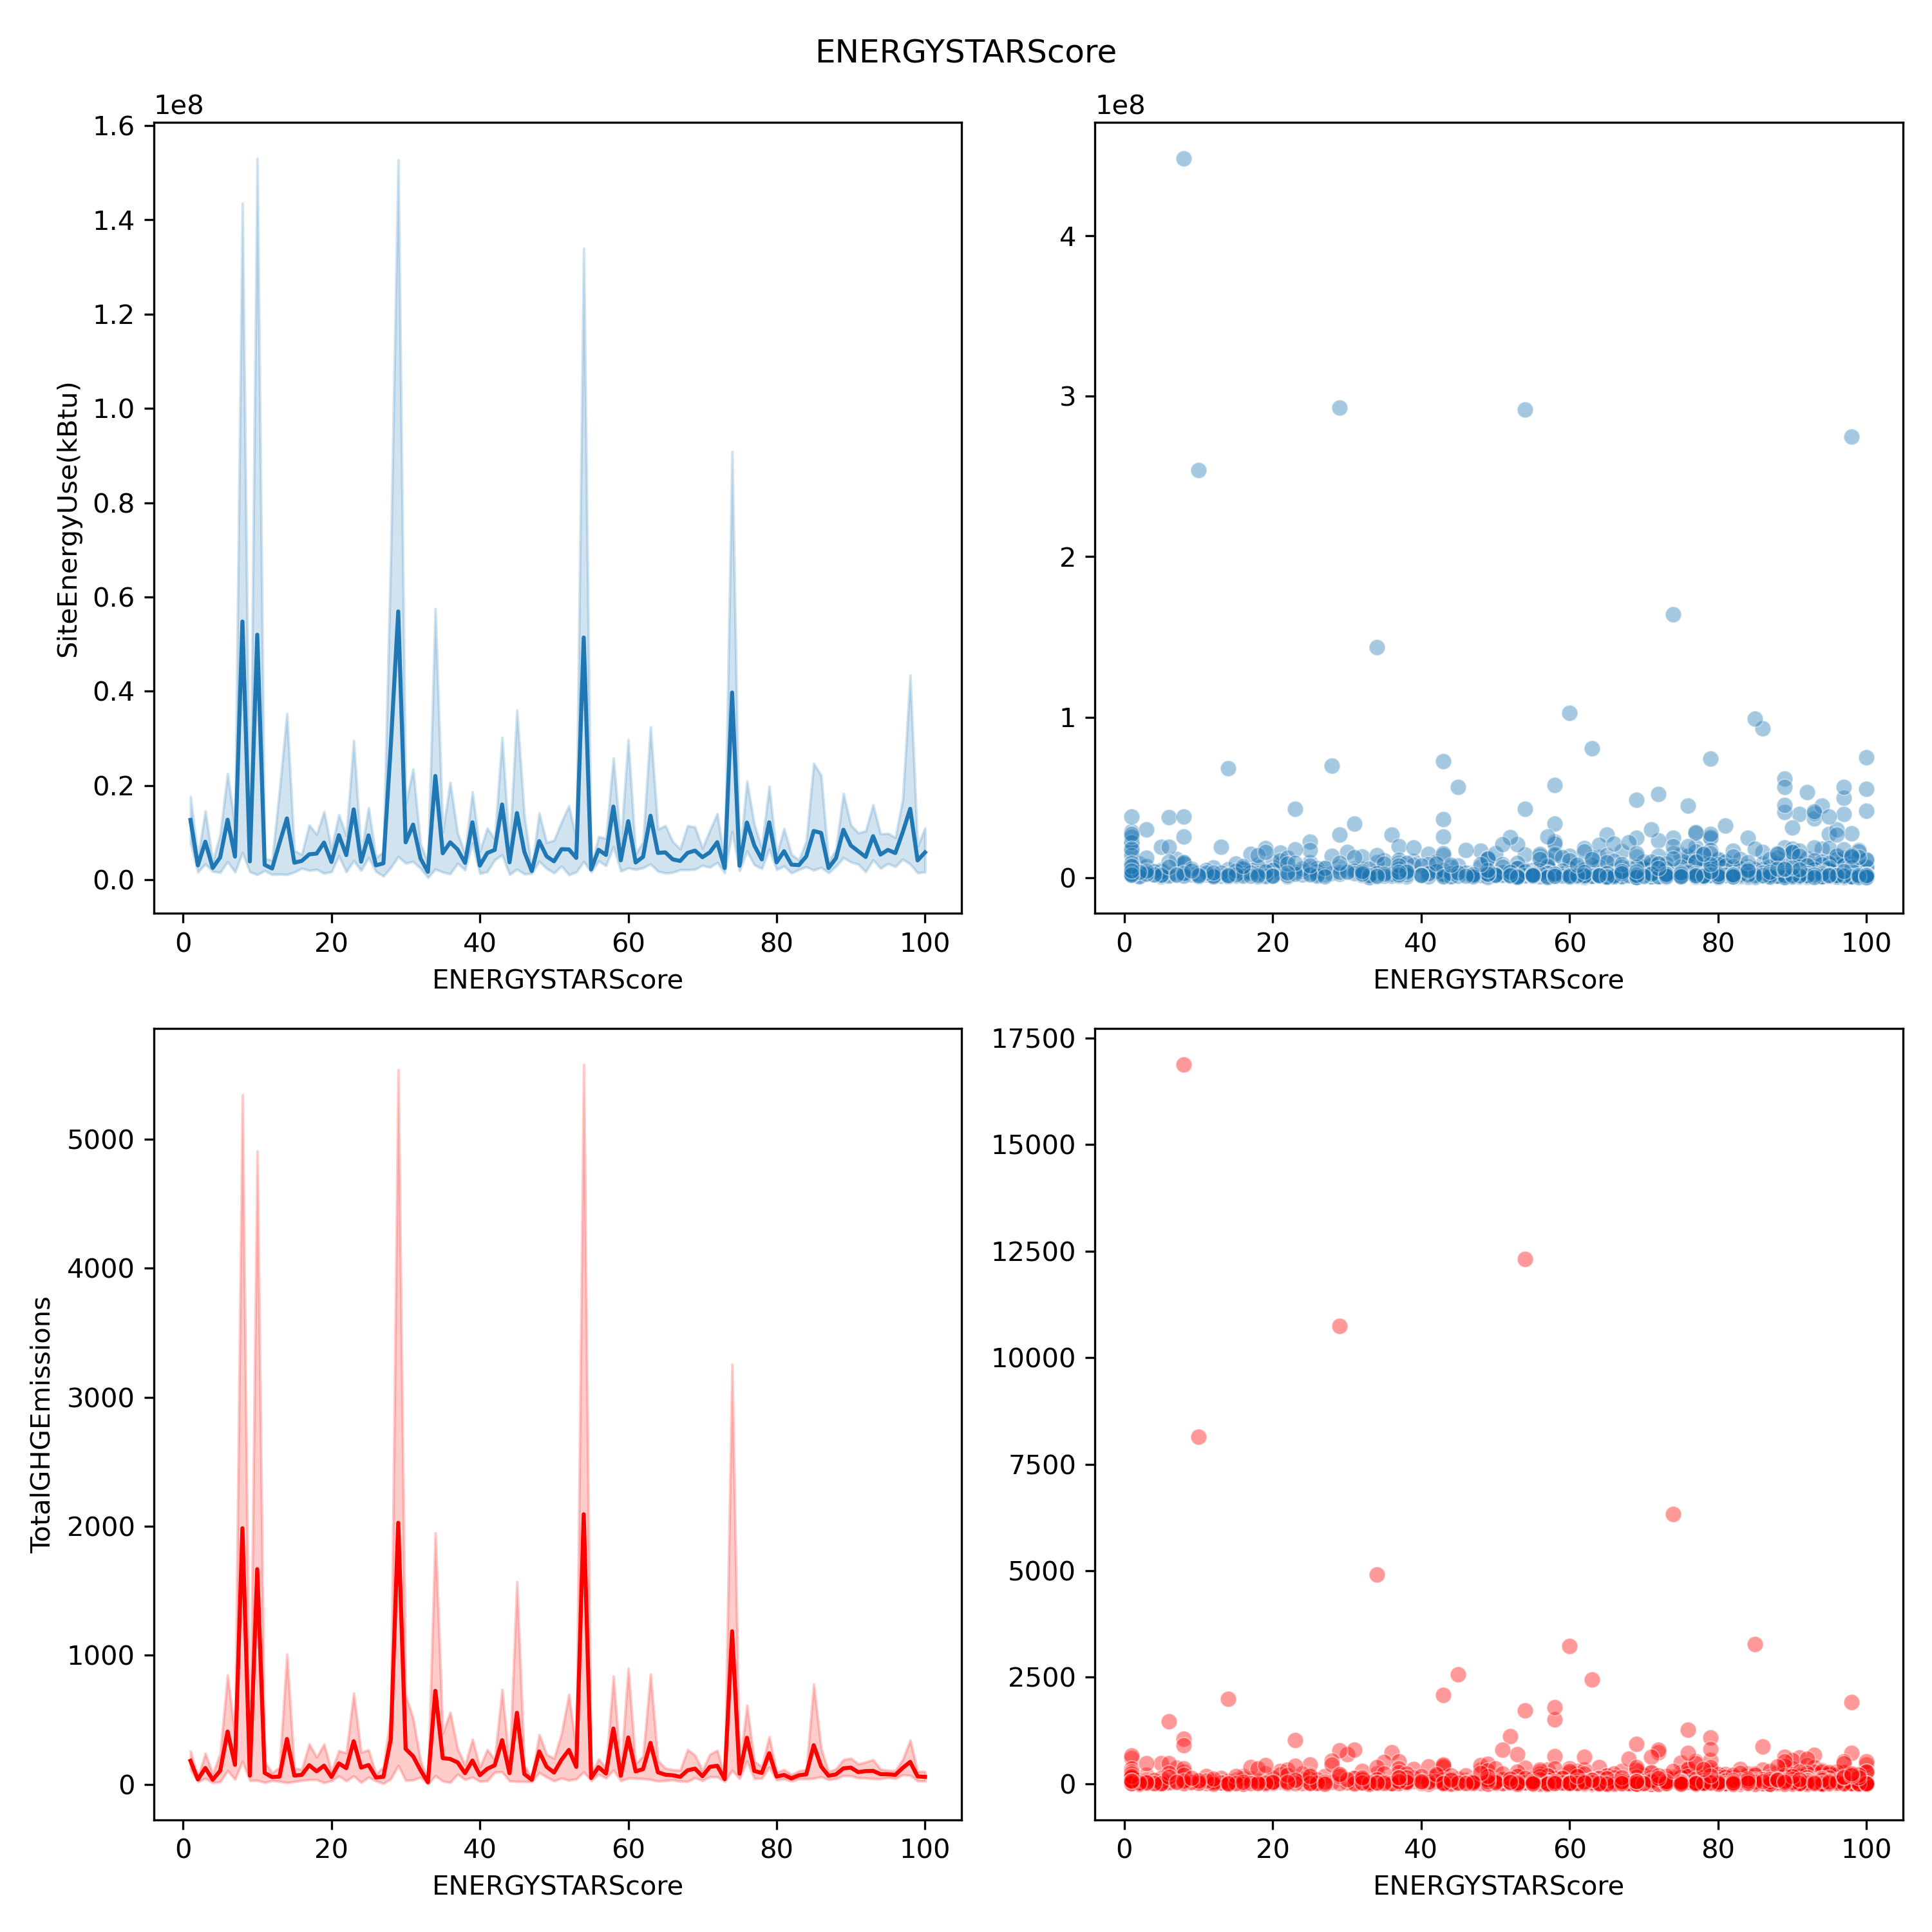 ENERGYSTARScore
1e8
1.6
1.4
1.2
1.0
0.8
0.6
0.4
0.2
0.0
SiteEnergyUse(kBtu)
0 20 40 60 80 100
ENERGYSTARScore
1e8
4
3
2
1
0
0 20 40 60 80 100
ENERGYSTARScore
5000
4000
3000
2000
1000
0
TotalGHGEmissions
0 20 40 60 80 100
ENERGYSTARScore
17500
15000
12500
10000
7500
5000
2500
0
0 20 40 60 80 100
ENERGYSTARScore